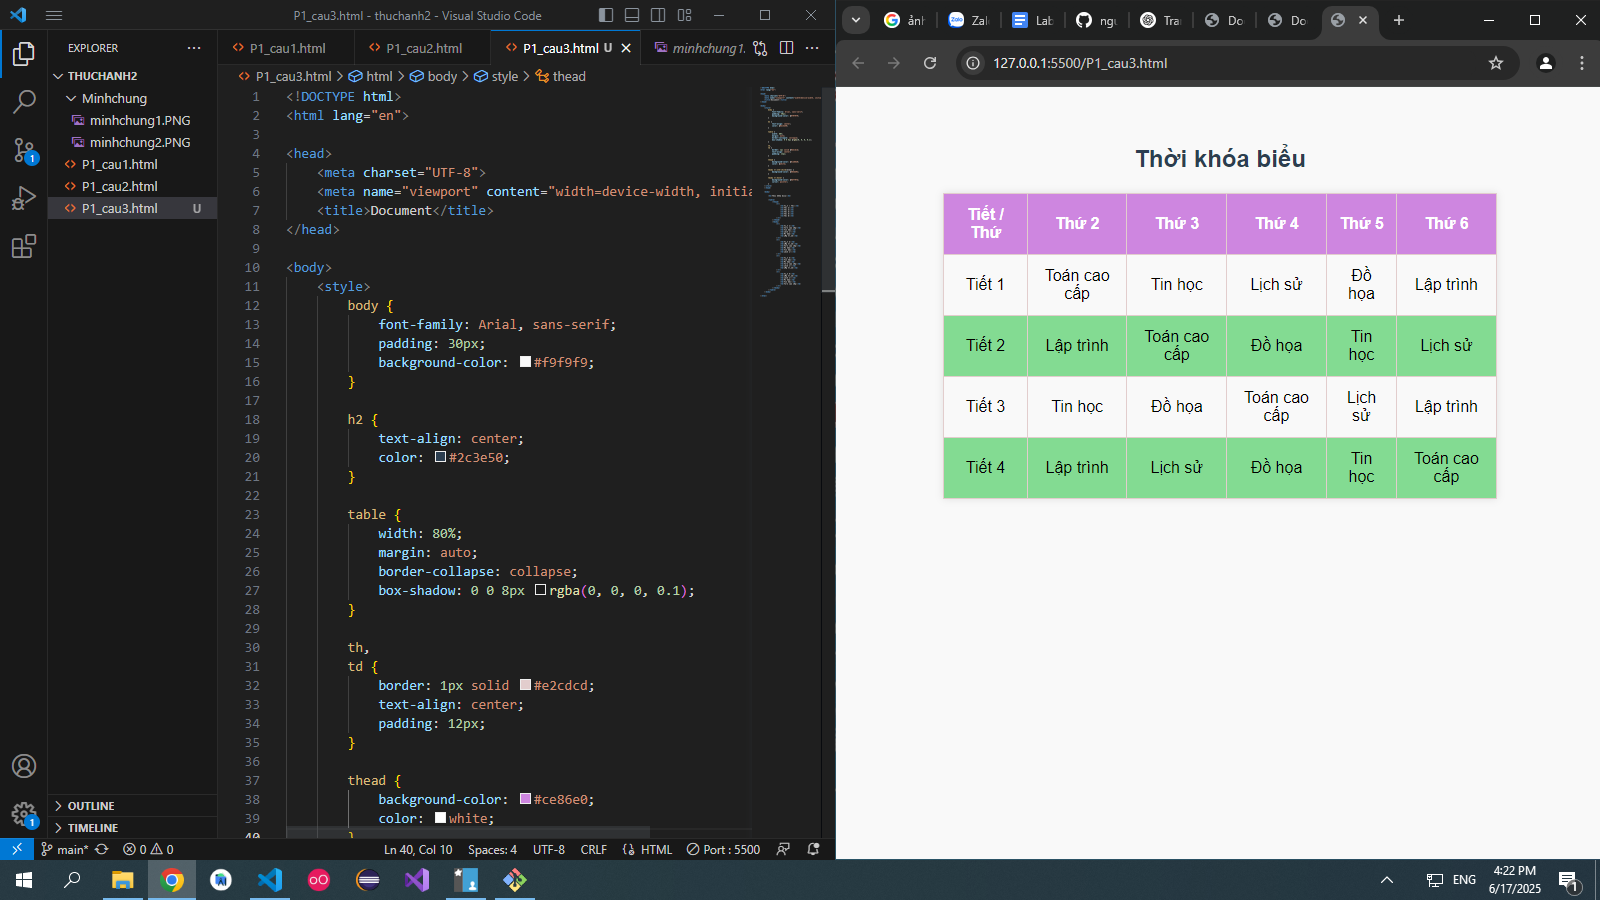 P1_cau3.html - thuchanh2 - Visual Studio Code
EXPLORER
THUCHANH2
Minhchung
minhchung1.PNG
minhchung2.PNG
P1_cau1.html
P1_cau2.html
P1_cau3.html U
OUTLINE
TIMELINE
P1_cau1.html
P1_cau2.html
P1_cau3.html U
minhchung1.
P1_cau3.html > html > body > style > thead
1 <!DOCTYPE html>
2 <html lang="en">
3
4 <head>
5 <meta charset="UTF-8">
6 <meta name="viewport" content="width=device-width, initia
7 <title>Document</title>
8 </head>
9
10 <body>
11 <style>
12 body {
13 font-family: Arial, sans-serif;
14 padding: 30px;
15 background-color: #f9f9f9;
16 }
17
18 h2 {
19 text-align: center;
20 color: #2c3e50;
21 }
22
23 table {
24 width: 80%;
25 margin: auto;
26 border-collapse: collapse;
27 box-shadow: 0 0 8px rgba(0, 0, 0, 0.1);
28 }
29
30 th,
31 td {
32 border: 1px solid #e2cdcd;
33 text-align: center;
34 padding: 12px;
35 }
36
37 thead {
38 background-color: #ce86e0;
39 color: white;
40 }
main* 0 0 Ln 40, Col 10 Spaces: 4 UTF-8 CRLF HTML Port : 5500
ảnh Zal Lab ngu Tra Do Do
127.0.0.1:5500/P1_cau3.html
Thời khóa biểu
Tiết / Thứ Thứ 2 Thứ 3 Thứ 4 Thứ 5 Thứ 6
Tiết 1 Toán cao cấp Tin học Lịch sử Đồ họa Lập trình
Tiết 2 Lập trình Toán cao cấp Đồ họa Tin học Lịch sử
Tiết 3 Tin học Đồ họa Toán cao cấp Lịch sử Lập trình
Tiết 4 Lập trình Lịch sử Đồ họa Tin học Toán cao cấp
ENG
4:22 PM
6/17/2025
1